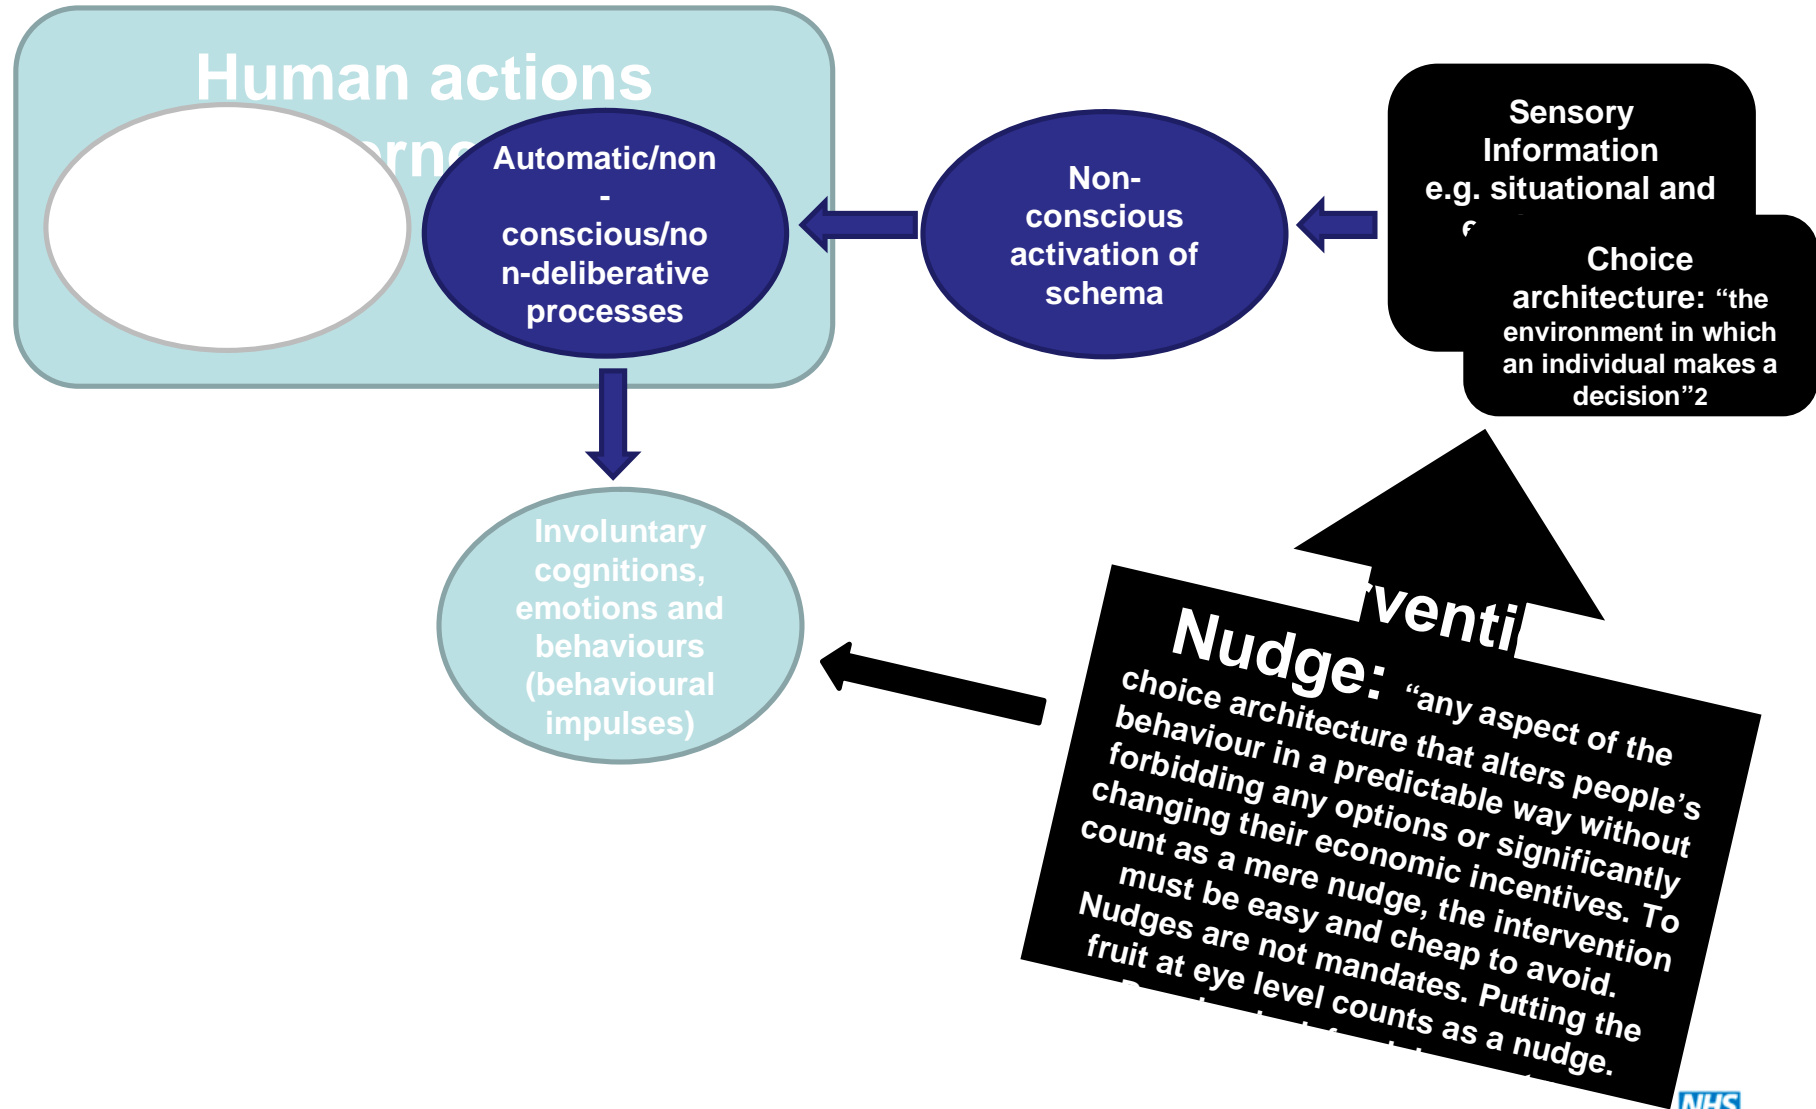 Human actions
Automatic/non
-
conscious/no
n-deliberative
processes
Non-
conscious
activation of
schema
Sensory
Information
e.g. situational and
Choice
architecture: “the
environment in which
an individual makes a
decision”2
Involuntary
cognitions,
emotions and
behaviours
(behavioural
impulses)
Nudge: “any aspect of the
choice architecture that alters people’s
behaviour in a predictable way without
forbidding any options or significantly
changing their economic incentives. To
count as a mere nudge, the intervention
must be easy and cheap to avoid.
Nudges are not mandates. Putting the
fruit at eye level counts as a nudge.
NHS